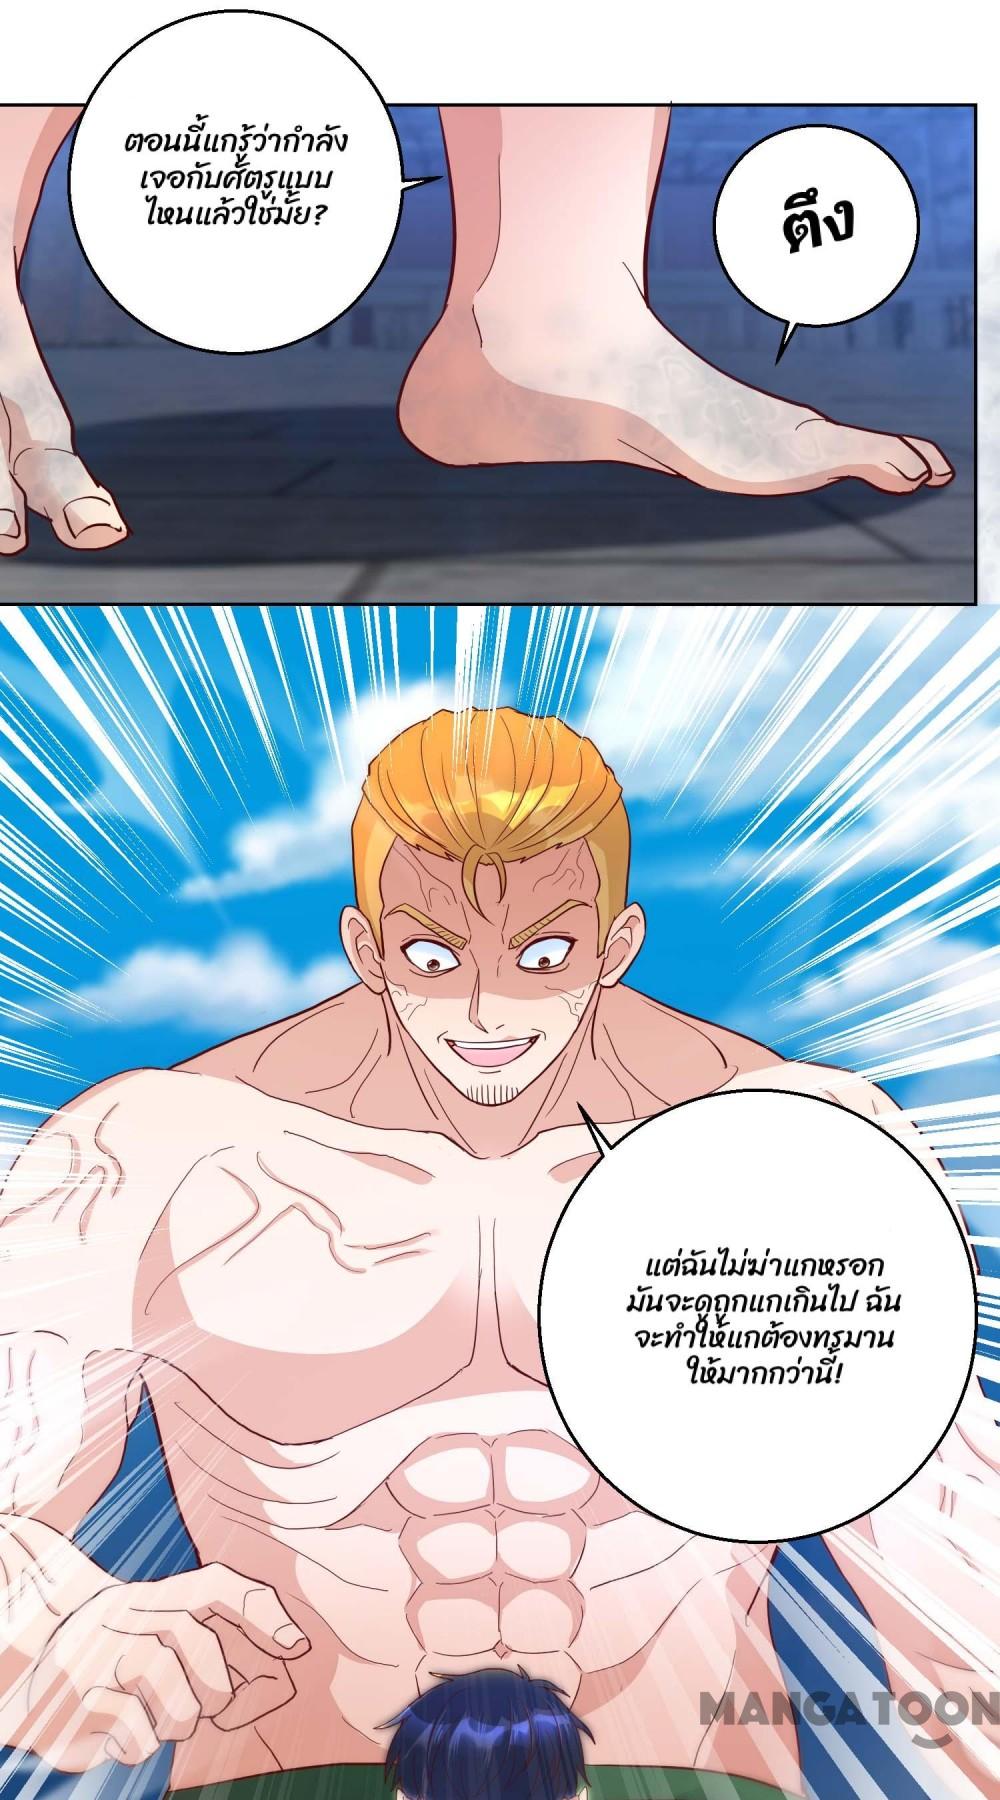 ตอนนี้แกรู้ว่ากำลัง
เจอกับศัตรูแบบ
ไหนแล้วใช่มั้ย?
ตึง
แต่ฉันไม่ฆ่าแกหรอก
มันจะดูถูกแกเกินไป ฉัน
จะทำให้แกต้องทรมาน
ให้มากกว่านี้!
MANGATOON